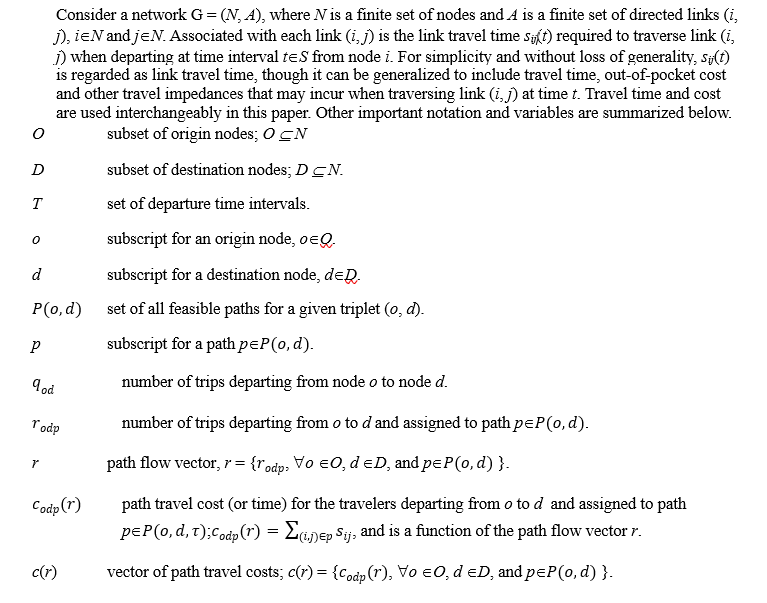 Consider a network G = (N, A), where N is a finite set of nodes and A is a finite set of directed links (i,
j), i∈N and j∈N. Associated with each link (i, j) is the link travel time sij(t) required to traverse link (i,
j) when departing at time interval t∈S from node i. For simplicity and without loss of generality, sij(t)
is regarded as link travel time, though it can be generalized to include travel time, out-of-pocket cost
and other travel impedances that may incur when traversing link (i, j) at time t. Travel time and cost
are used interchangeably in this paper. Other important notation and variables are summarized below.
O subset of origin nodes; O ⊆ N
D subset of destination nodes; D ⊆ N.
T set of departure time intervals.
o subscript for an origin node, o∈O.
d subscript for a destination node, d∈D.
P(o,d) set of all feasible paths for a given triplet (o, d).
p subscript for a path p∈P(o,d).
q_od number of trips departing from node o to node d.
r_odp number of trips departing from o to d and assigned to path p∈P(o,d).
r path flow vector, r = {r_odp, ∀o ∈O, d ∈D, and p∈P(o,d) }.
c_odp(r) path travel cost (or time) for the travelers departing from o to d and assigned to path
p∈P(o,d,τ);c_odp(r) = ∑_(i,j)∈p s_ij, and is a function of the path flow vector r.
c(r) vector of path travel costs; c(r) = {c_odp(r), ∀o ∈O, d ∈D, and p∈P(o,d) }.